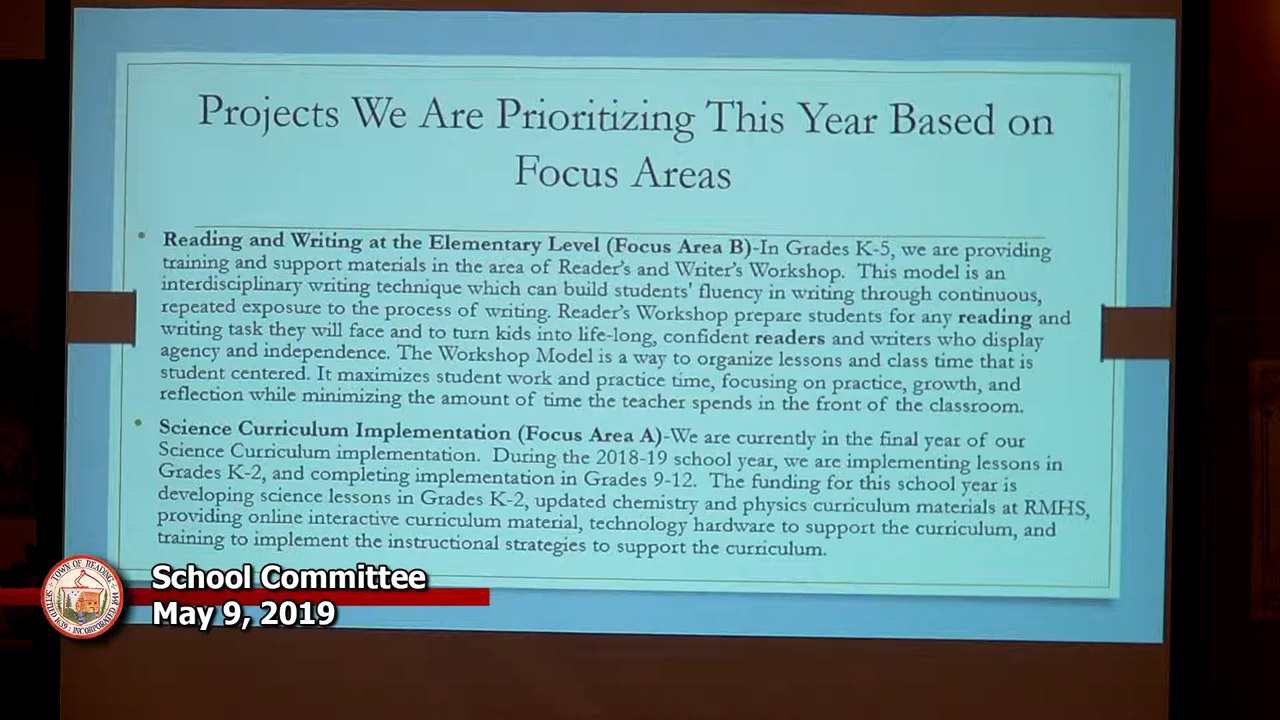 Projects We Are Prioritizing This Year Based on
Focus Areas
• Reading and Writing at the Elementary Level (Focus Area B)-In Grades K-5, we are providing
training and support materials in the area of Reader's and Writer's Workshop. This model is an
interdisciplinary writing technique which can build students' fluency in writing through continuous,
repeated exposure to the process of writing. Reader's Workshop prepare students for any reading and
writing task they will face and to turn kids into life-long, confident readers and writers who display
agency and independence. The Workshop Model is a way to organize lessons and class time that is
student centered. It maximizes student work and practice time, focusing on practice, growth, and
reflection while minimizing the amount of time the teacher spends in the front of the classroom.
• Science Curriculum Implementation (Focus Area A)-We are currently in the final year of our
Science Curriculum implementation. During the 2018-19 school year, we are implementing lessons in
Grades K-2, and completing implementation in Grades 9-12. The funding for this school year is
developing science lessons in Grades K-2, updated chemistry and physics curriculum materials at RMHS,
providing online interactive curriculum material, technology hardware to support the curriculum, and
training to implement the instructional strategies to support the curriculum.
TOWN OF READING
SETTLED 1639 INCORPORATED 1644
School Committee
May 9, 2019